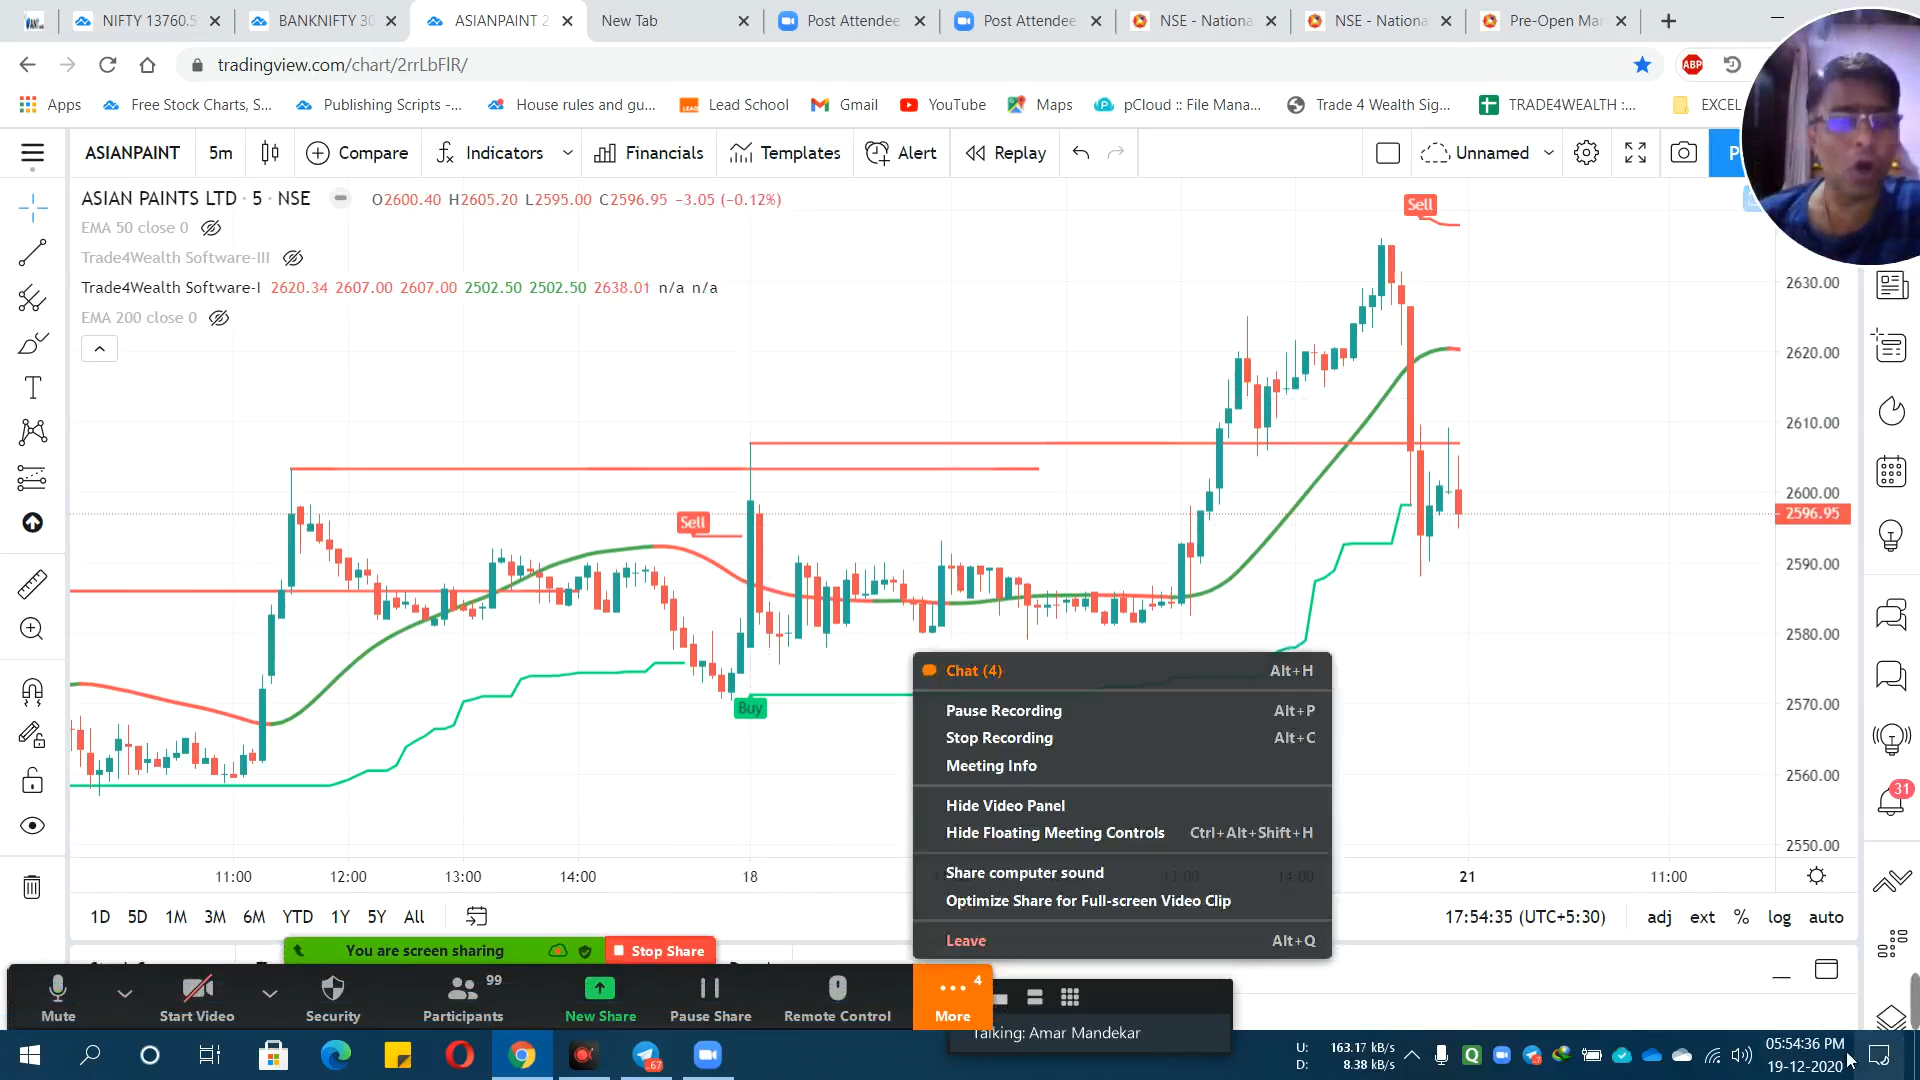 NIFTY 13760.5
BANKNIFTY 30
ASIANPAINT 2
New Tab
Post Attendee
Post Attendee
NSE - Nationa
NSE - Nationa
Pre-Open Ma
tradingview.com/chart/2rrLbFlR/
ABP
Apps
Free Stock Charts, S...
Publishing Scripts -...
House rules and gu...
Lead School
Gmail
YouTube
Maps
pCloud :: File Mana...
Trade 4 Wealth Sig...
TRADE4WEALTH :...
EXCEL
ASIANPAINT
5m
Compare
Indicators
Financials
Templates
Alert
Replay
Unnamed
P
ASIAN PAINTS LTD · 5 · NSE
O2600.40 H2605.20 L2595.00 C2596.95 −3.05 (−0.12%)
EMA 50 close 0
Trade4Wealth Software-III
Trade4Wealth Software-I 2620.34 2607.00 2607.00 2502.50 2502.50 2638.01 n/a n/a
EMA 200 close 0
Sell
Sell
Buy
2630.00
2620.00
2610.00
2600.00
2596.95
2590.00
2580.00
2570.00
2560.00
2550.00
31
Chat (4) Alt+H
Pause Recording Alt+P
Stop Recording Alt+C
Meeting Info
Hide Video Panel
Hide Floating Meeting Controls Ctrl+Alt+Shift+H
Share computer sound
Optimize Share for Full-screen Video Clip
Leave Alt+Q
11:00 12:00 13:00 14:00 18 13:00 14:00 21 11:00
1D 5D 1M 3M 6M YTD 1Y 5Y All
17:54:35 (UTC+5:30)
adj ext % log auto
You are screen sharing
Stop Share
Mute
Start Video
Security
Participants 99
New Share
Pause Share
Remote Control
More 4
Talking: Amar Mandekar
67
U: 163.17 kB/s
D: 8.38 kB/s
05:54:36 PM
19-12-2020